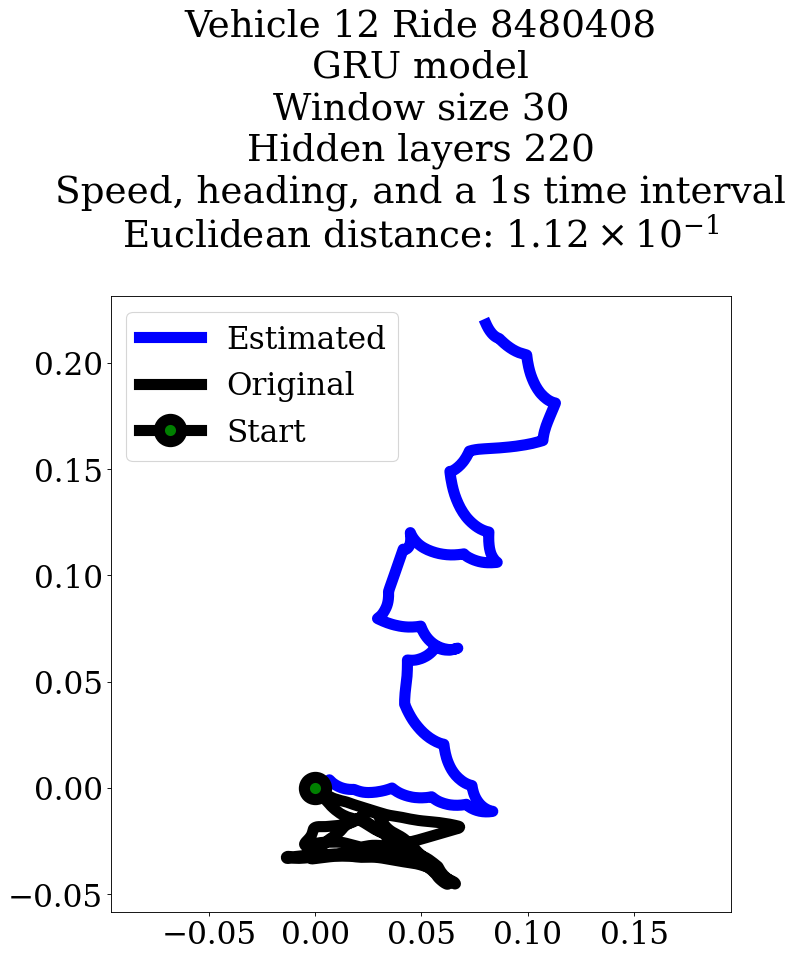 Vehicle 12 Ride 8480408
GRU model
Window size 30
Hidden layers 220
Speed, heading, and a 1s time interval
Euclidean distance: 1.12 × 10⁻¹
Estimated
Original
Start
0.20
0.15
0.10
0.05
0.00
−0.05
−0.05 0.00 0.05 0.10 0.15